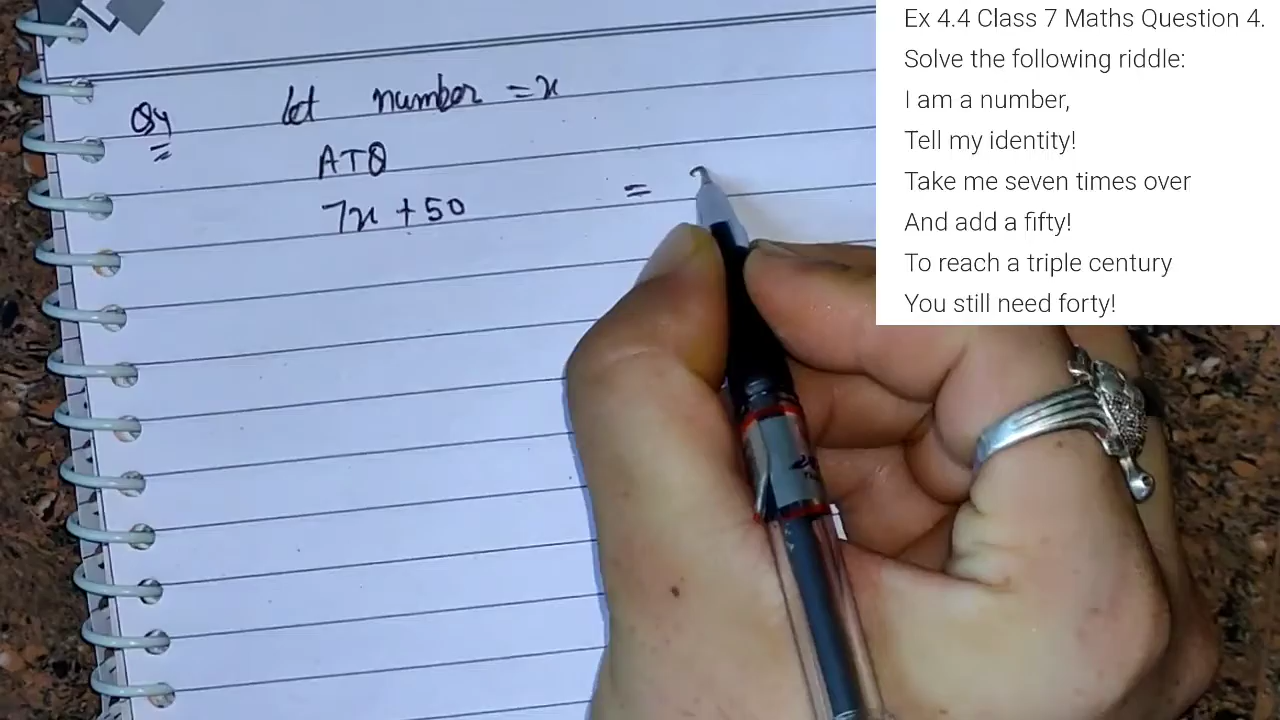 Ex 4.4 Class 7 Maths Question 4.
Solve the following riddle:
I am a number,
Tell my identity!
Take me seven times over
And add a fifty!
To reach a triple century
You still need forty!
Q4 let number = x
ATQ
7x + 50 =